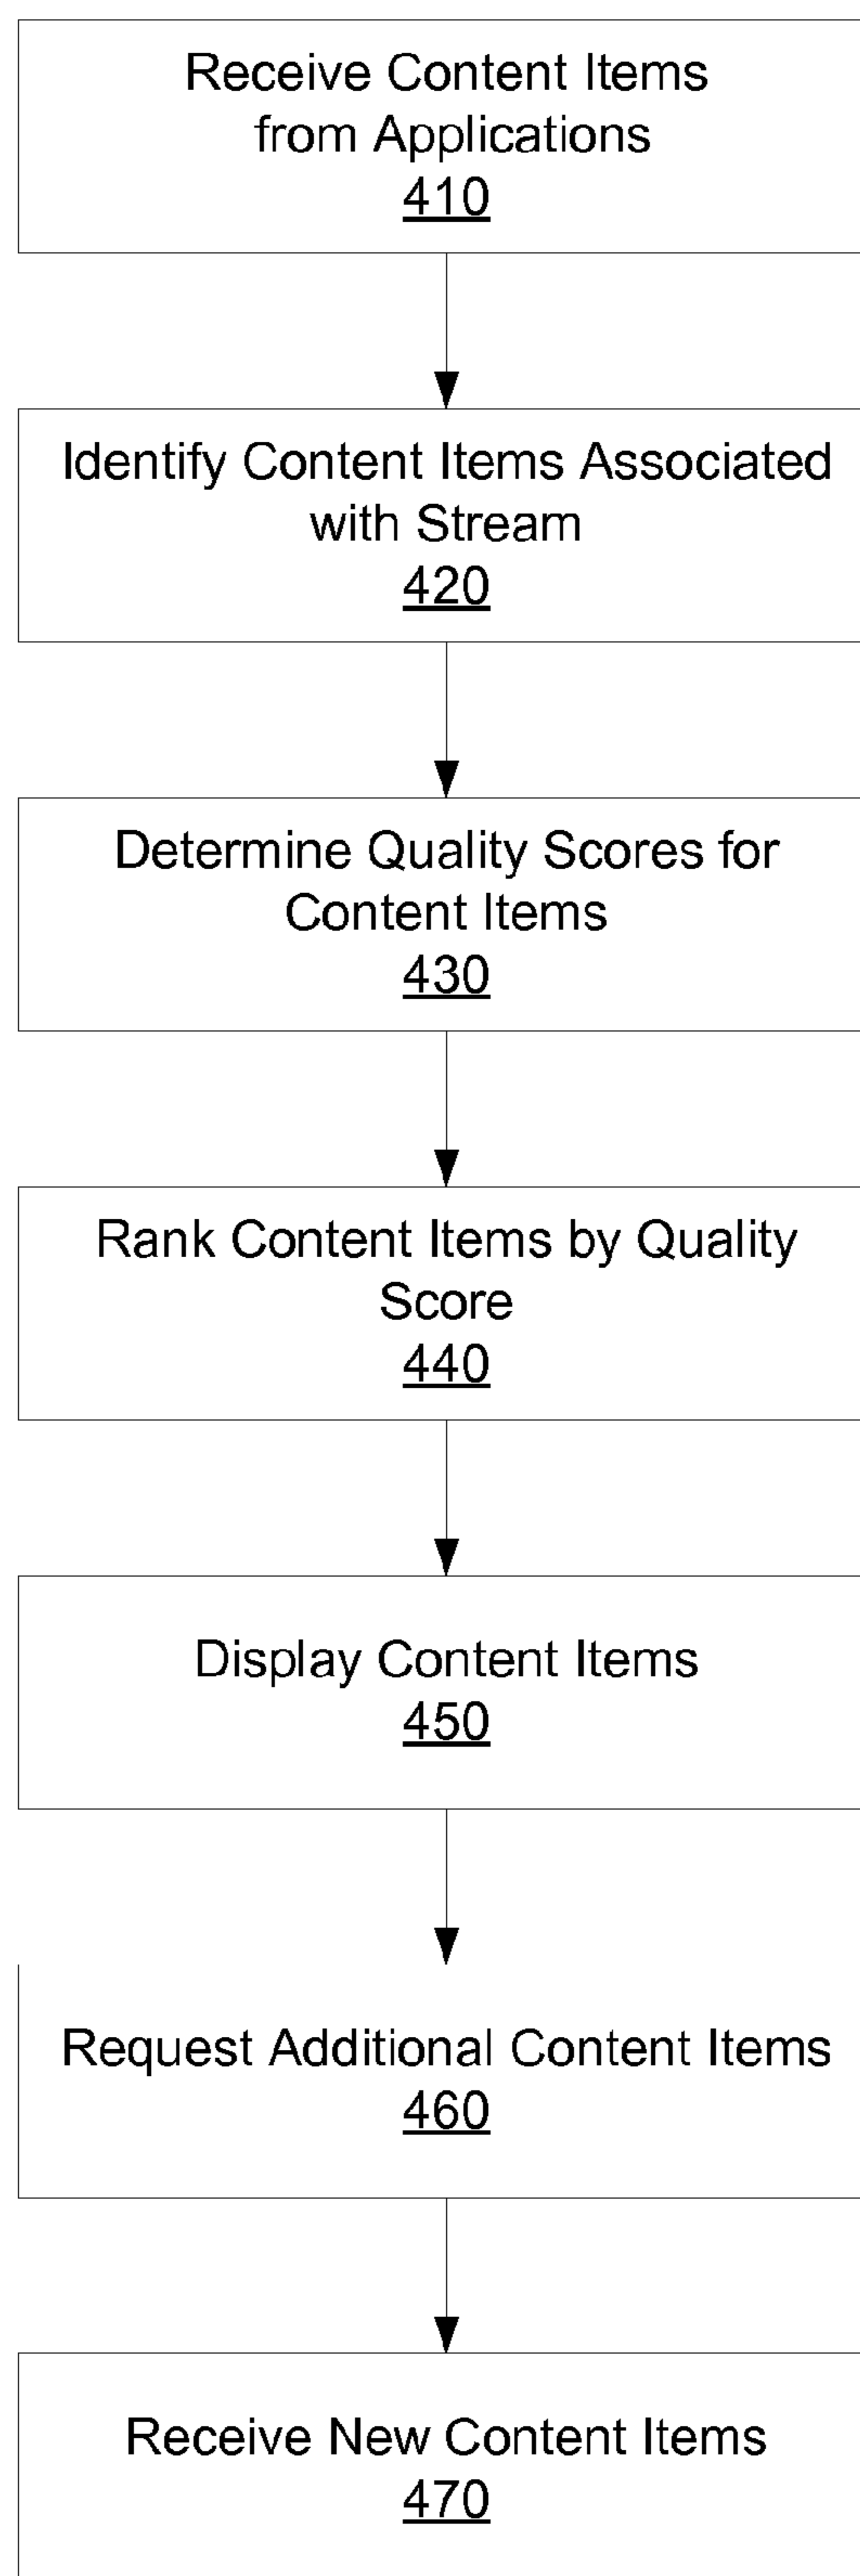 Receive Content Items
from Applications
410
Identify Content Items Associated
with Stream
420
Determine Quality Scores for
Content Items
430
Rank Content Items by Quality
Score
440
Display Content Items
450
Request Additional Content Items
460
Receive New Content Items
470